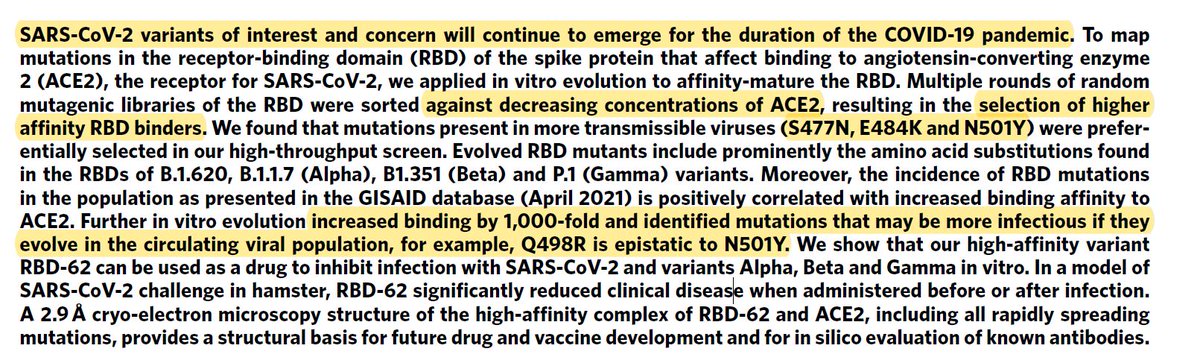 SARS-CoV-2 variants of interest and concern will continue to emerge for the duration of the COVID-19 pandemic. To map
mutations in the receptor-binding domain (RBD) of the spike protein that affect binding to angiotensin-converting enzyme
2 (ACE2), the receptor for SARS-CoV-2, we applied in vitro evolution to affinity-mature the RBD. Multiple rounds of random
mutagenic libraries of the RBD were sorted against decreasing concentrations of ACE2, resulting in the selection of higher
affinity RBD binders. We found that mutations present in more transmissible viruses (S477N, E484K and N501Y) were prefer-
entially selected in our high-throughput screen. Evolved RBD mutants include prominently the amino acid substitutions found
in the RBDs of B.1.620, B.1.1.7 (Alpha), B1.351 (Beta) and P.1 (Gamma) variants. Moreover, the incidence of RBD mutations
in the population as presented in the GISAID database (April 2021) is positively correlated with increased binding affinity to
ACE2. Further in vitro evolution increased binding by 1,000-fold and identified mutations that may be more infectious if they
evolve in the circulating viral population, for example, Q498R is epistatic to N501Y. We show that our high-affinity variant
RBD-62 can be used as a drug to inhibit infection with SARS-CoV-2 and variants Alpha, Beta and Gamma in vitro. In a model of
SARS-CoV-2 challenge in hamster, RBD-62 significantly reduced clinical disease when administered before or after infection.
A 2.9 Å cryo-electron microscopy structure of the high-affinity complex of RBD-62 and ACE2, including all rapidly spreading
mutations, provides a structural basis for future drug and vaccine development and for in silico evaluation of known antibodies.